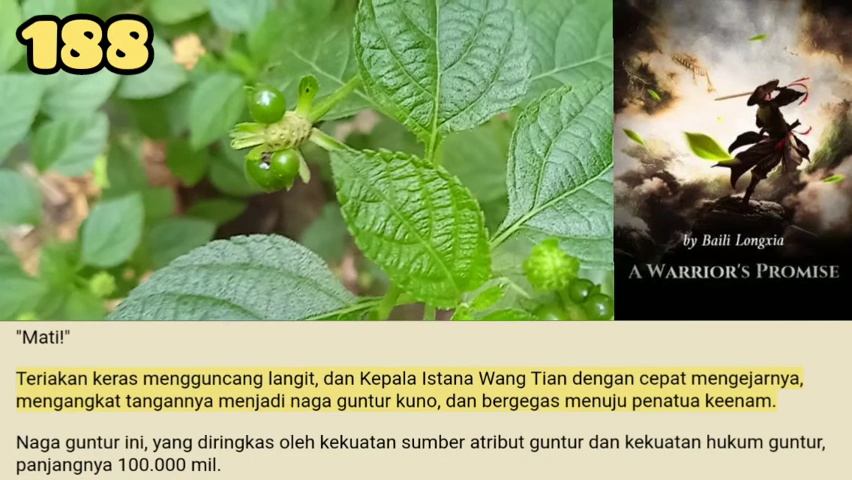 188
by Baili Longxia
A WARRIOR'S PROMISE
"Mati!"
Teriakan keras mengguncang langit, dan Kepala Istana Wang Tian dengan cepat mengejarnya,
mengangkat tangannya menjadi naga guntur kuno, dan bergegas menuju penatua keenam.
Naga guntur ini, yang diringkas oleh kekuatan sumber atribut guntur dan kekuatan hukum guntur,
panjangnya 100.000 mil.